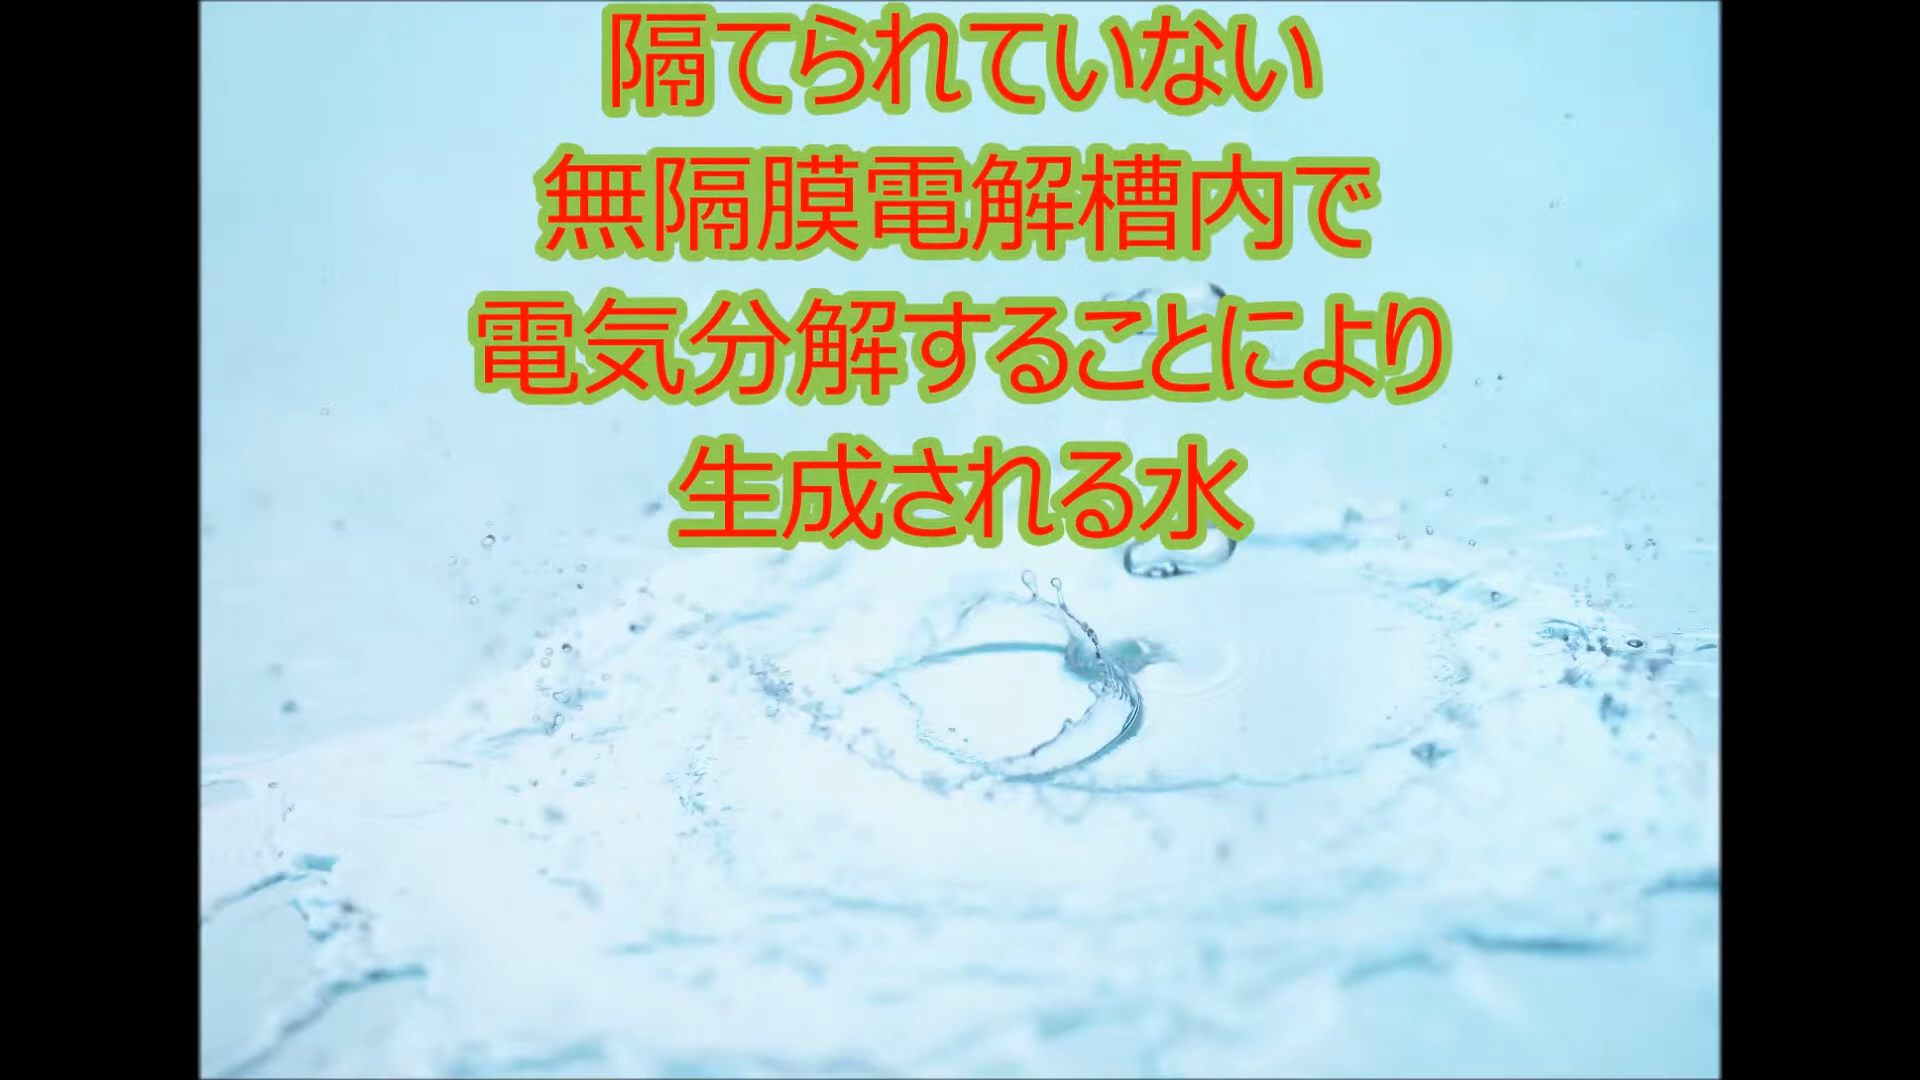 隔てられていない
無隔膜電解槽内で
電気分解することにより
生成される水